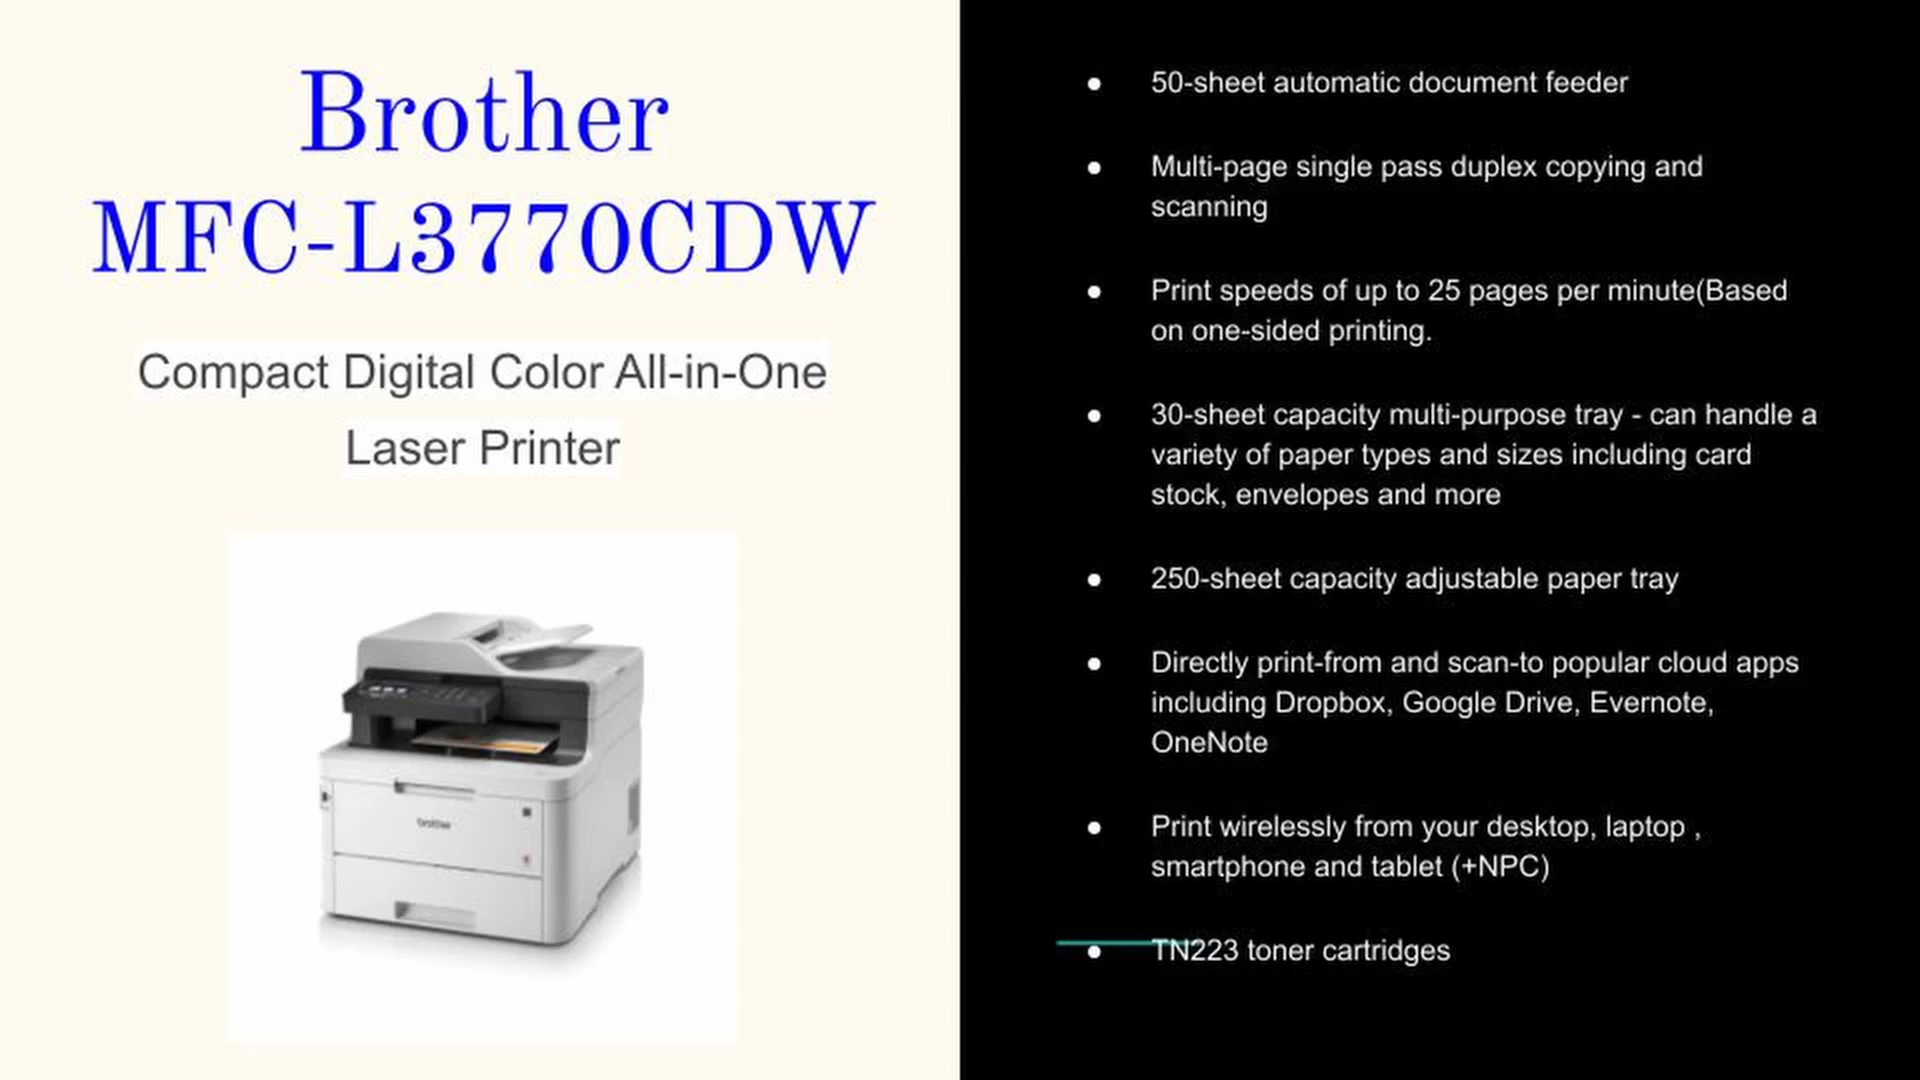 Brother
MFC-L3770CDW
Compact Digital Color All-in-One
Laser Printer
brother
● 50-sheet automatic document feeder
● Multi-page single pass duplex copying and
scanning
● Print speeds of up to 25 pages per minute(Based
on one-sided printing.
● 30-sheet capacity multi-purpose tray - can handle a
variety of paper types and sizes including card
stock, envelopes and more
● 250-sheet capacity adjustable paper tray
● Directly print-from and scan-to popular cloud apps
including Dropbox, Google Drive, Evernote,
OneNote
● Print wirelessly from your desktop, laptop ,
smartphone and tablet (+NPC)
● TN223 toner cartridges